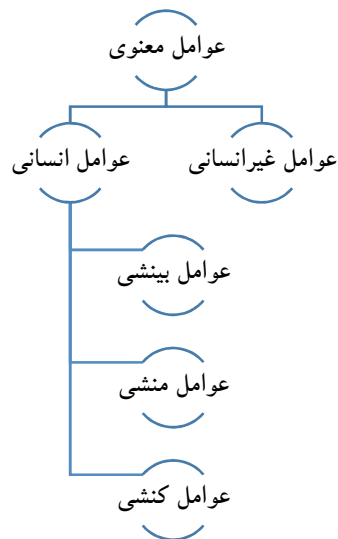 عوامل معنوی
عوامل غیرانسانی
عوامل انسانی
عوامل بینشی
عوامل منشی
عوامل کنشی